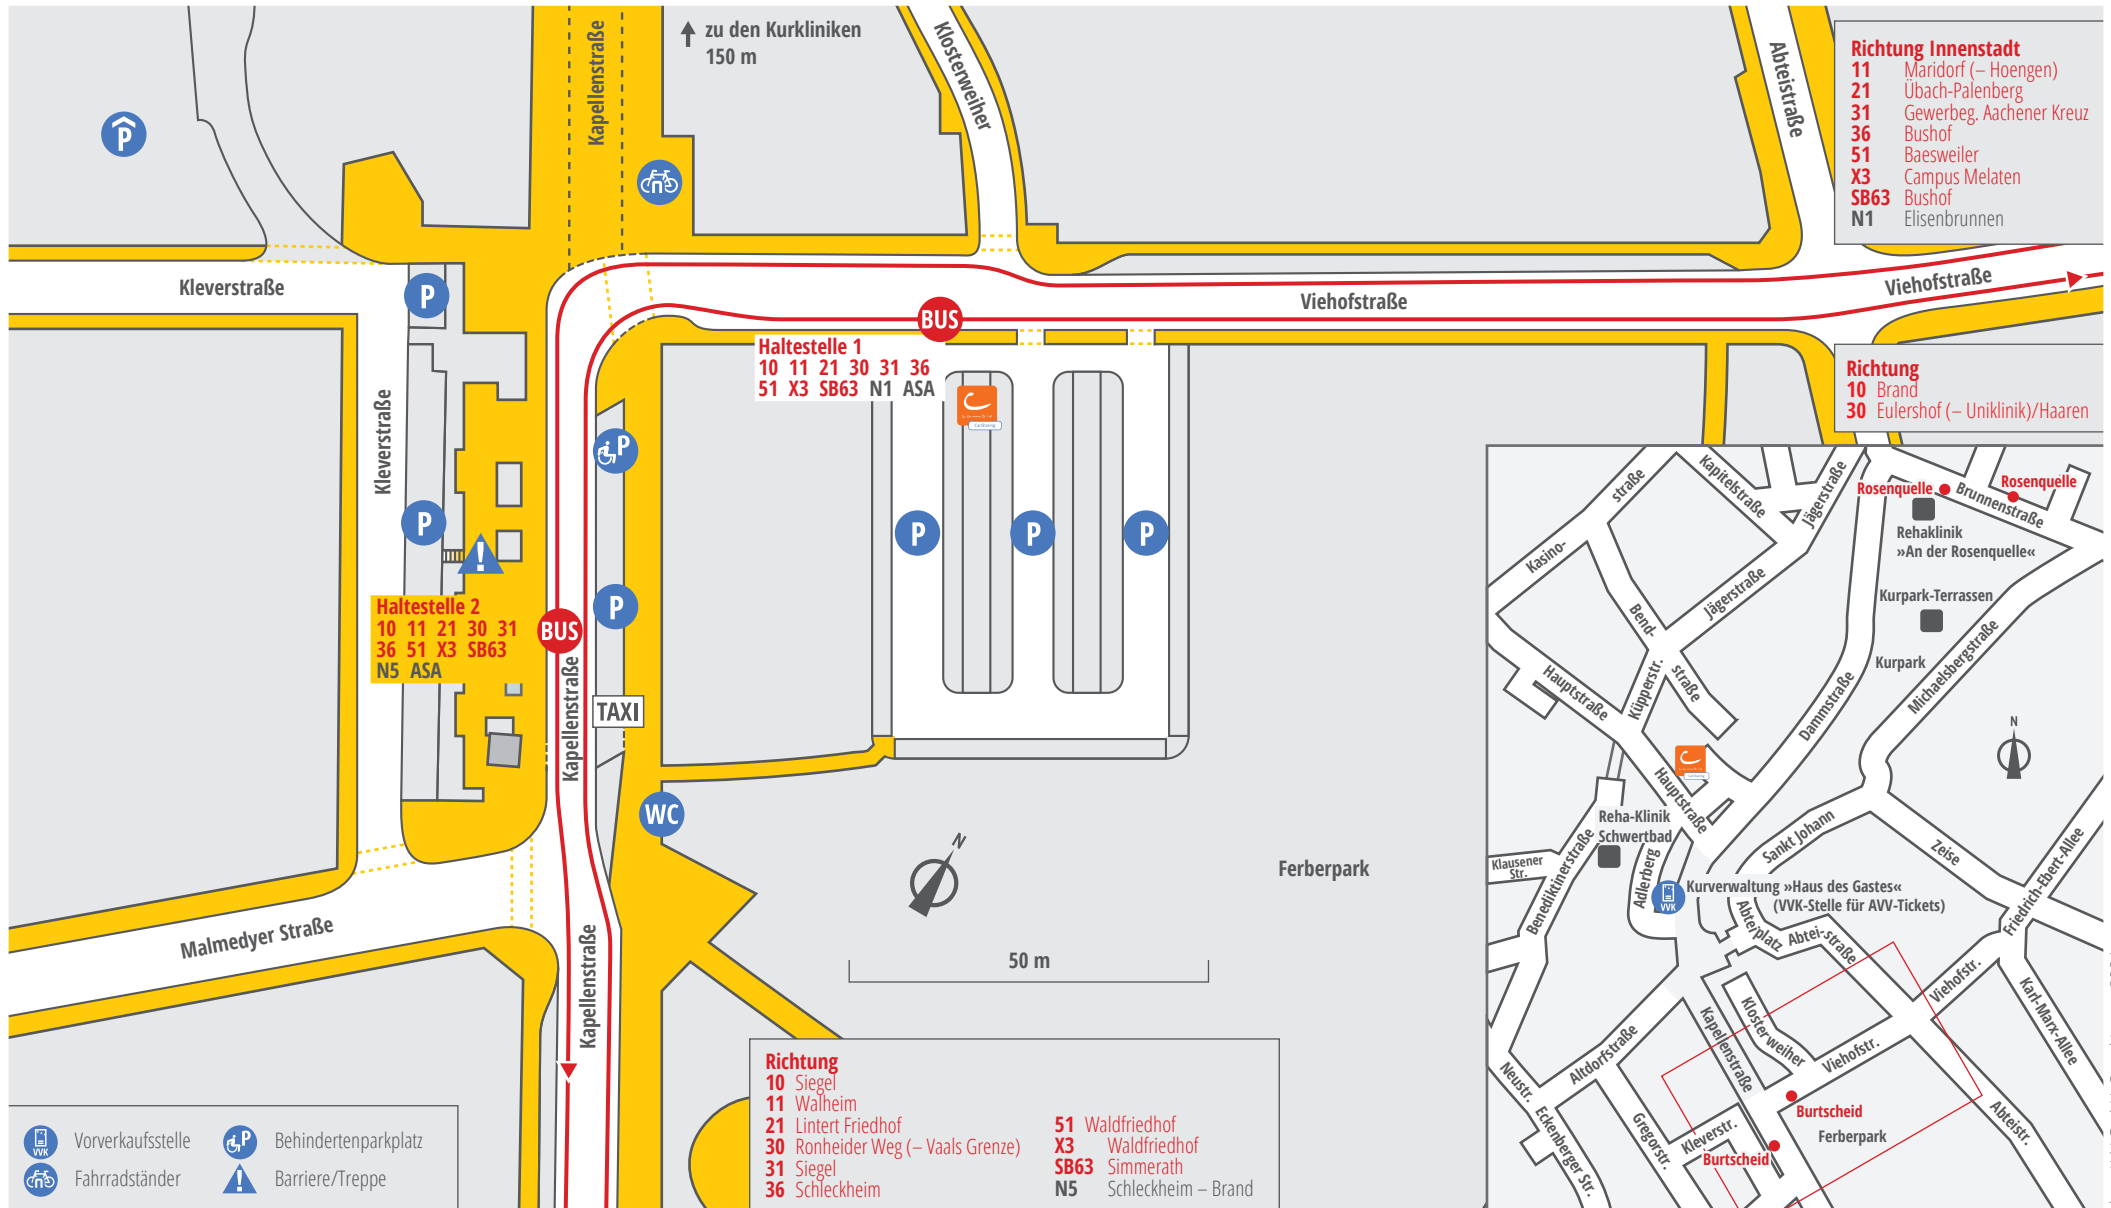 zu den Kurkliniken
150 m
Kapellenstraße
Klosterweiher
Abteistraße
Richtung Innenstadt
11 Maridorf (– Hoengen)
21 Übach-Palenberg
31 Gewerbeg. Aachener Kreuz
36 Bushof
51 Baesweiler
X3 Campus Melaten
SB63 Bushof
N1 Elisenbrunnen
P
Kleverstraße
P
Viehofstraße
Viehofstraße
BUS
Haltestelle 1
10 11 21 30 31 36
51 X3 SB63 N1 ASA
Richtung
10 Brand
30 Eulershof (– Uniklinik)/Haaren
Kleverstraße
P
P
P
P
P
P
!
Haltestelle 2
10 11 21 30 31
36 51 X3 SB63
N5 ASA
BUS
Kapellenstraße
TAXI
WC
N
Ferberpark
Malmedyer Straße
Kapellenstraße
50 m
Richtung
10 Siegel
11 Walheim
21 Lintert Friedhof
30 Ronheider Weg (– Vaals Grenze)
31 Siegel
36 Schleckheim
51 Waldfriedhof
X3 Waldfriedhof
SB63 Simmerath
N5 Schleckheim – Brand
VVK Vorverkaufsstelle
P Behindertenparkplatz
Fahrradständer
! Barriere/Treppe
Kasino-
straße
Kapitelstraße
Jägerstraße
Rosenquelle
Rosenquelle
Brunnenstraße
Rehaklinik
»An der Rosenquelle«
Jägerstraße
Bend-
straße
Kurpark-Terrassen
Kurpark
Michaelsbergstraße
Hauptstraße
Küpperstr.
Dammstraße
N
Hauptstraße
Reha-Klinik
Schwertbad
Klausener
Str.
Benediktinerstraße
Adlerberg
Sankt Johann
Zeise
Friedrich-Ebert-Allee
VVK
Kurverwaltung »Haus des Gastes«
(VVK-Stelle für AVV-Tickets)
Abteiplatz
Abtei-straße
Viehofstr.
Karl-Marx-Allee
Klosterweiher
Kapellenstraße
Viehofstr.
Altdorfstraße
Neustr.
Eckenberger Str.
Gregorstr.
Kleverstr.
Burtscheid
Burtscheid
Ferberpark
Abteistr.